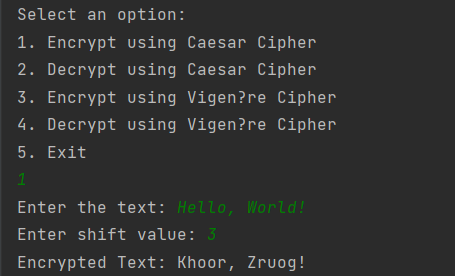 Select an option:
1. Encrypt using Caesar Cipher
2. Decrypt using Caesar Cipher
3. Encrypt using Vigen?re Cipher
4. Decrypt using Vigen?re Cipher
5. Exit
1
Enter the text: Hello, World!
Enter shift value: 3
Encrypted Text: Khoor, Zruog!